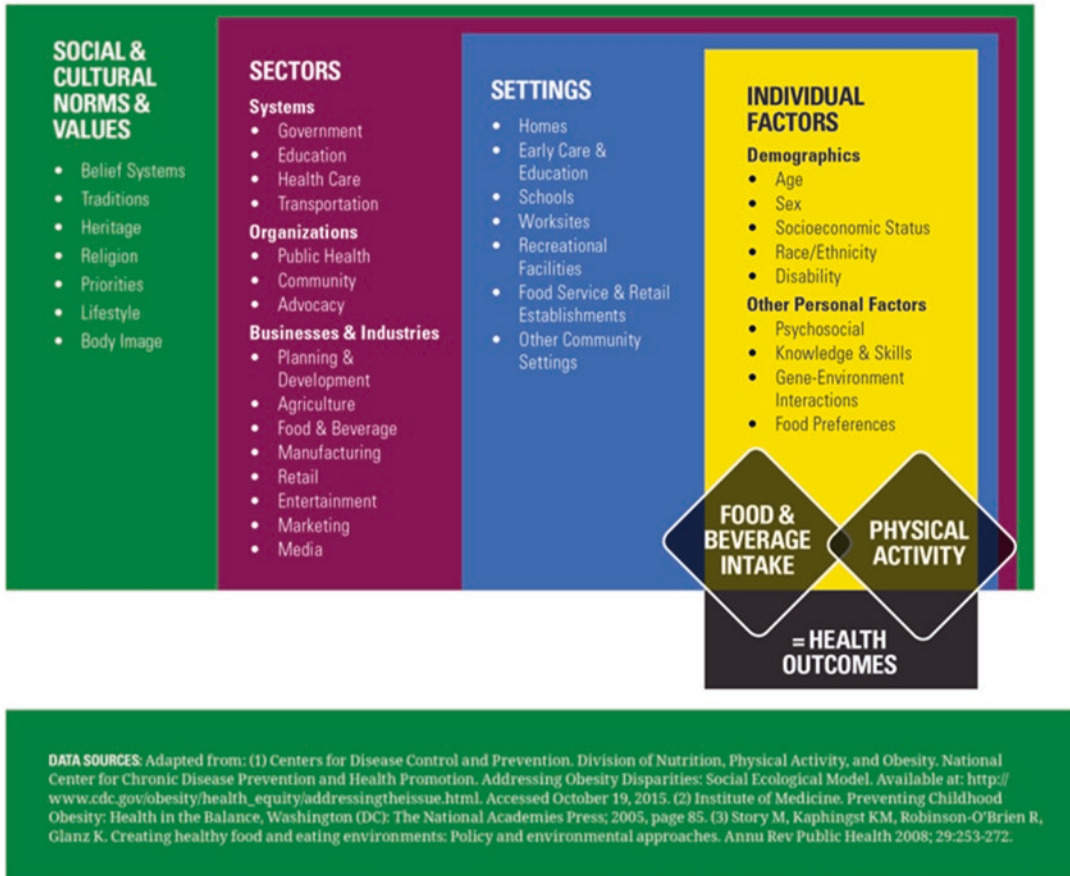 SOCIAL &
CULTURAL
NORMS &
VALUES
• Belief Systems
• Traditions
• Heritage
• Religion
• Priorities
• Lifestyle
• Body Image
SECTORS
Systems
• Government
• Education
• Health Care
• Transportation
Organizations
• Public Health
• Community
• Advocacy
Businesses & Industries
• Planning &
Development
• Agriculture
• Food & Beverage
• Manufacturing
• Retail
• Entertainment
• Marketing
• Media
SETTINGS
• Homes
• Early Care &
Education
• Schools
• Worksites
• Recreational
Facilities
• Food Service & Retail
Establishments
• Other Community
Settings
INDIVIDUAL
FACTORS
Demographics
• Age
• Sex
• Socioeconomic Status
• Race/Ethnicity
• Disability
Other Personal Factors
• Psychosocial
• Knowledge & Skills
• Gene-Environment
Interactions
• Food Preferences
FOOD &
BEVERAGE
INTAKE
PHYSICAL
ACTIVITY
= HEALTH
OUTCOMES
DATA SOURCES: Adapted from: (1) Centers for Disease Control and Prevention. Division of Nutrition, Physical Activity, and Obesity. National
Center for Chronic Disease Prevention and Health Promotion. Addressing Obesity Disparities: Social Ecological Model. Available at: http://
www.cdc.gov/obesity/health_equity/addressingtheissue.html. Accessed October 19, 2015. (2) Institute of Medicine. Preventing Childhood
Obesity: Health in the Balance, Washington (DC): The National Academies Press; 2005, page 85. (3) Story M, Kaphingst KM, Robinson-O'Brien R,
Glanz K. Creating healthy food and eating environments: Policy and environmental approaches. Annu Rev Public Health 2008; 29:253-272.